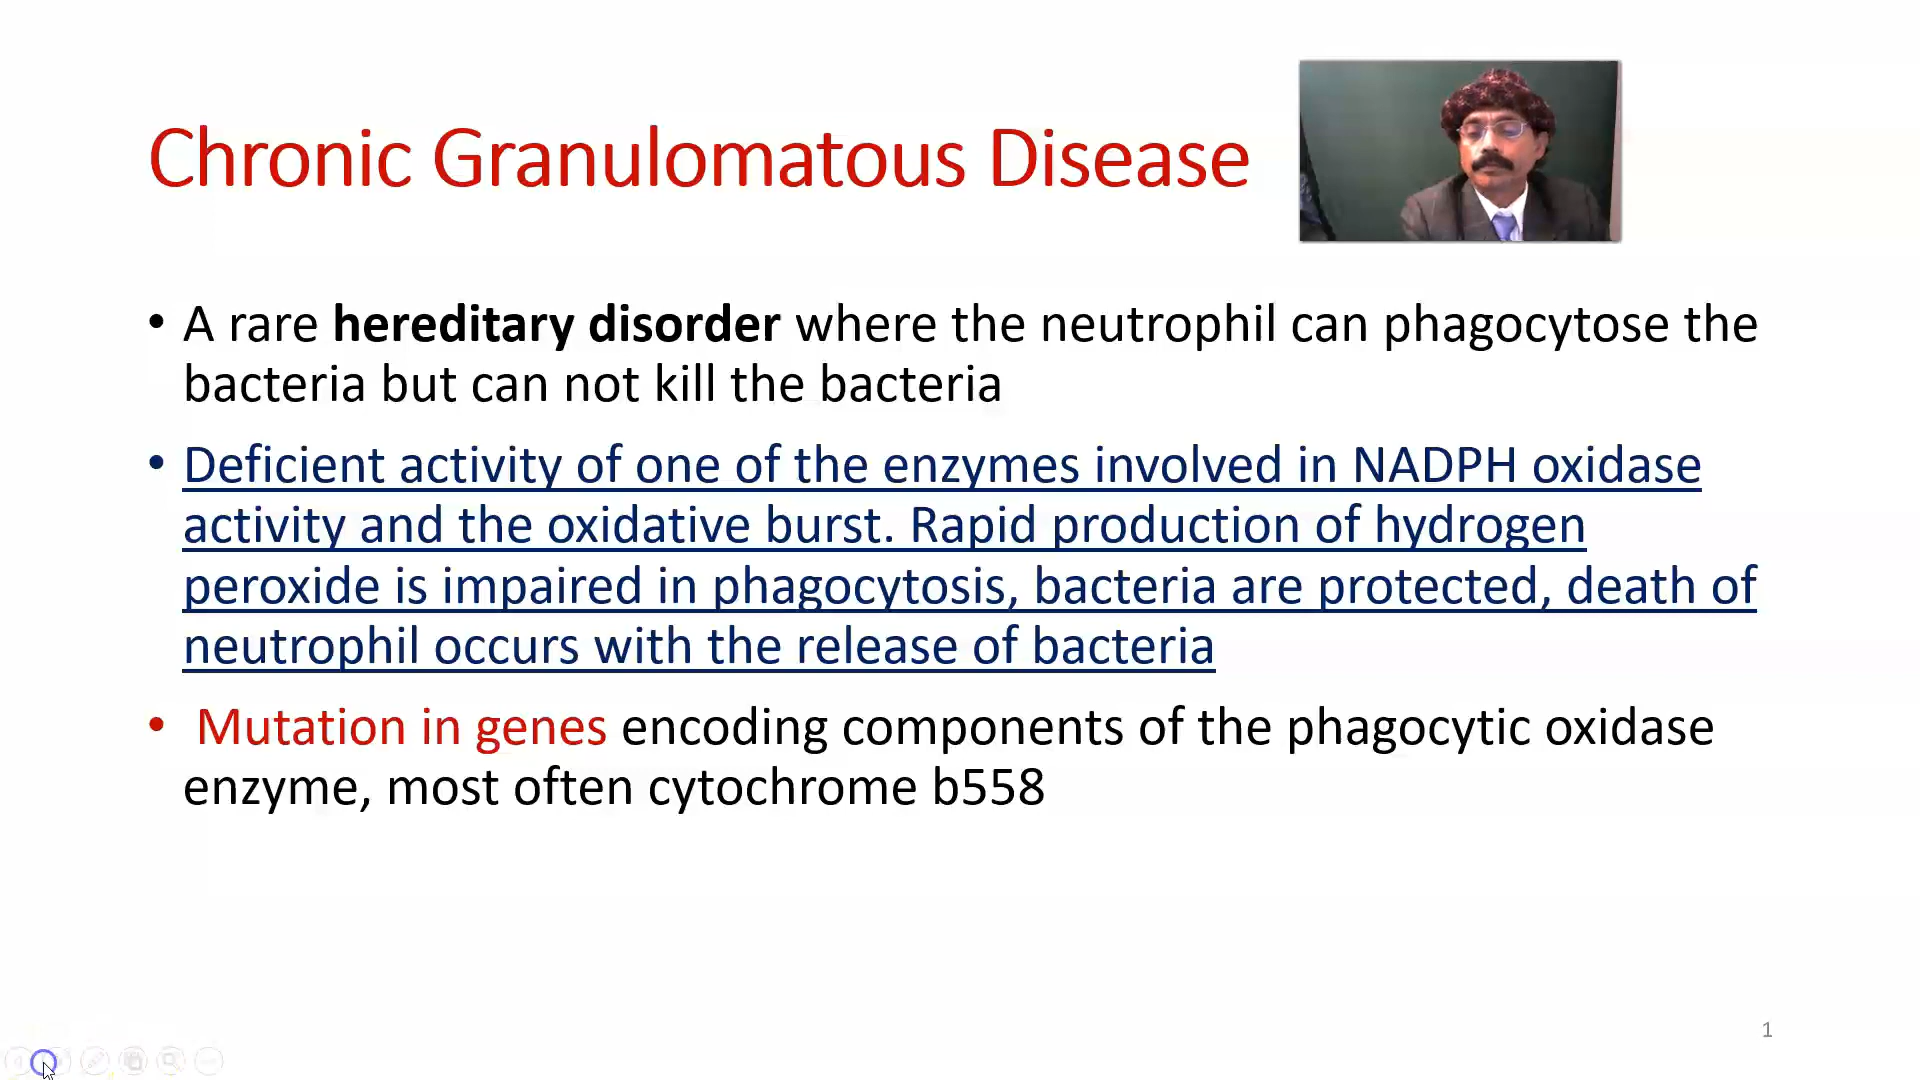 Chronic Granulomatous Disease
• A rare hereditary disorder where the neutrophil can phagocytose the
bacteria but can not kill the bacteria
• Deficient activity of one of the enzymes involved in NADPH oxidase
activity and the oxidative burst. Rapid production of hydrogen
peroxide is impaired in phagocytosis, bacteria are protected, death of
neutrophil occurs with the release of bacteria
• Mutation in genes encoding components of the phagocytic oxidase
enzyme, most often cytochrome b558
1